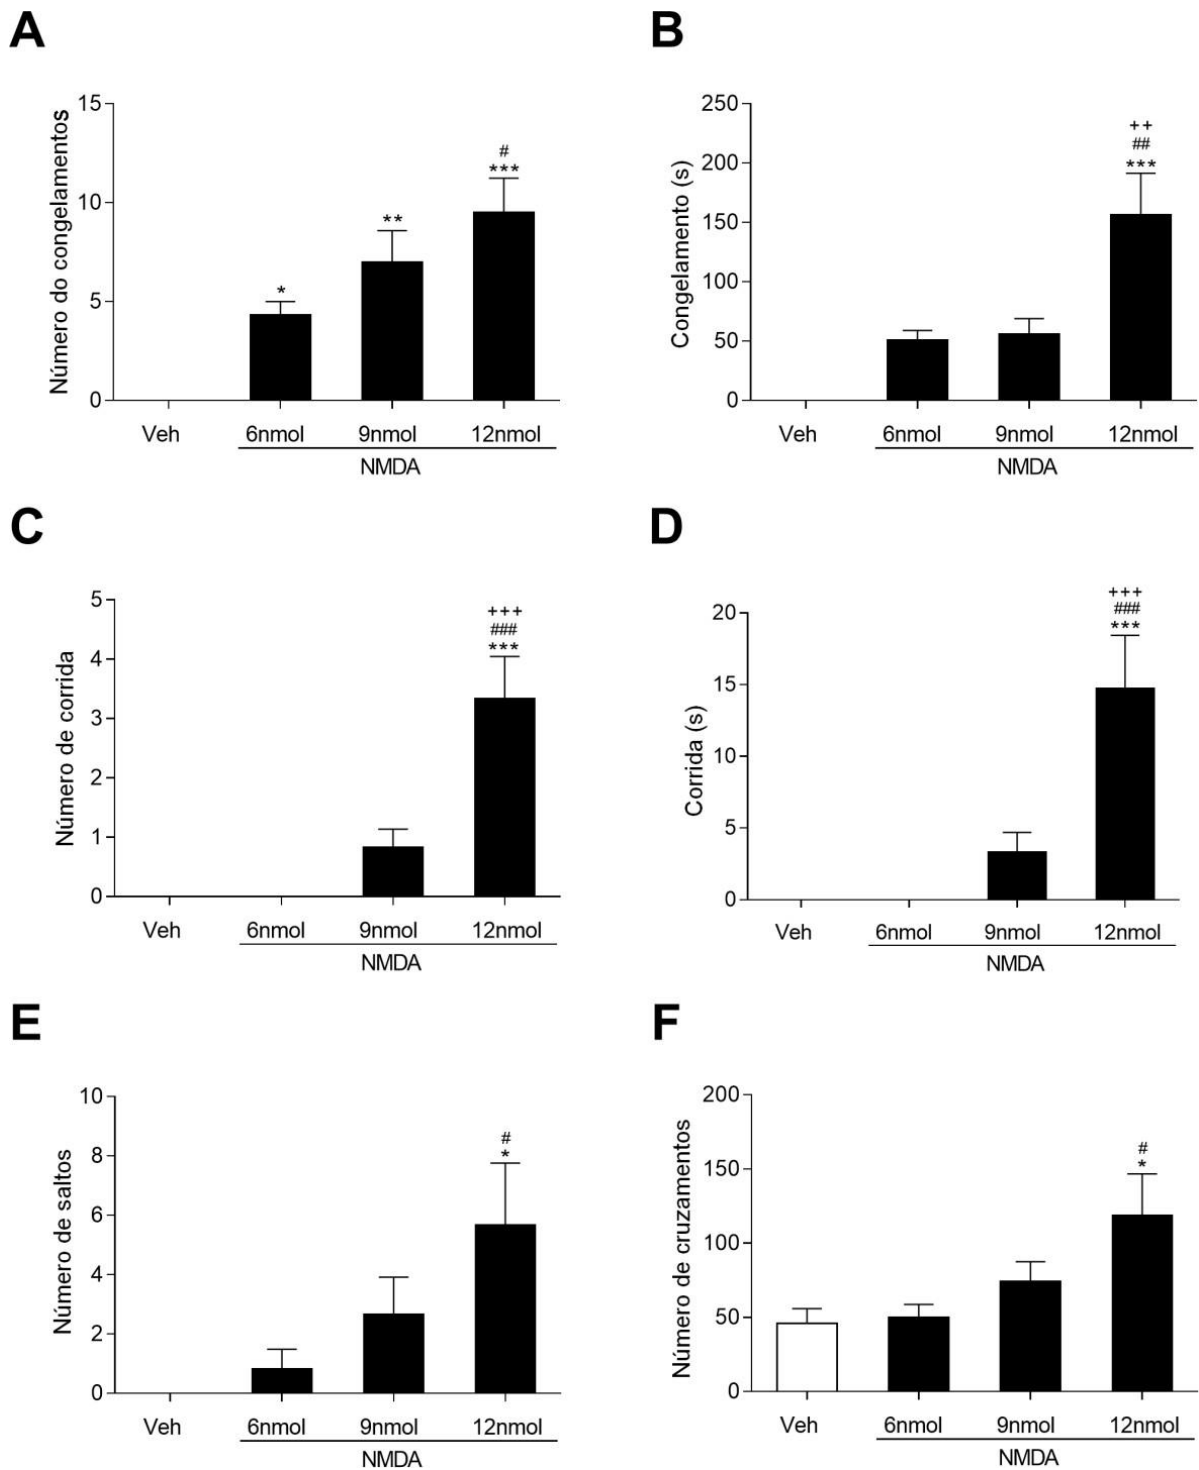 A
Número do congelamentos
15
10
5
0
*
**
#
***
Veh
6nmol
9nmol
12nmol
NMDA
B
Congelamento (s)
250
200
150
100
50
0
++
##
***
Veh
6nmol
9nmol
12nmol
NMDA
C
Número de corrida
5
4
3
2
1
0
+++
###
***
Veh
6nmol
9nmol
12nmol
NMDA
D
Corrida (s)
20
15
10
5
0
+++
###
***
Veh
6nmol
9nmol
12nmol
NMDA
E
Número de saltos
10
8
6
4
2
0
#
*
Veh
6nmol
9nmol
12nmol
NMDA
F
Número de cruzamentos
200
150
100
50
0
#
*
Veh
6nmol
9nmol
12nmol
NMDA